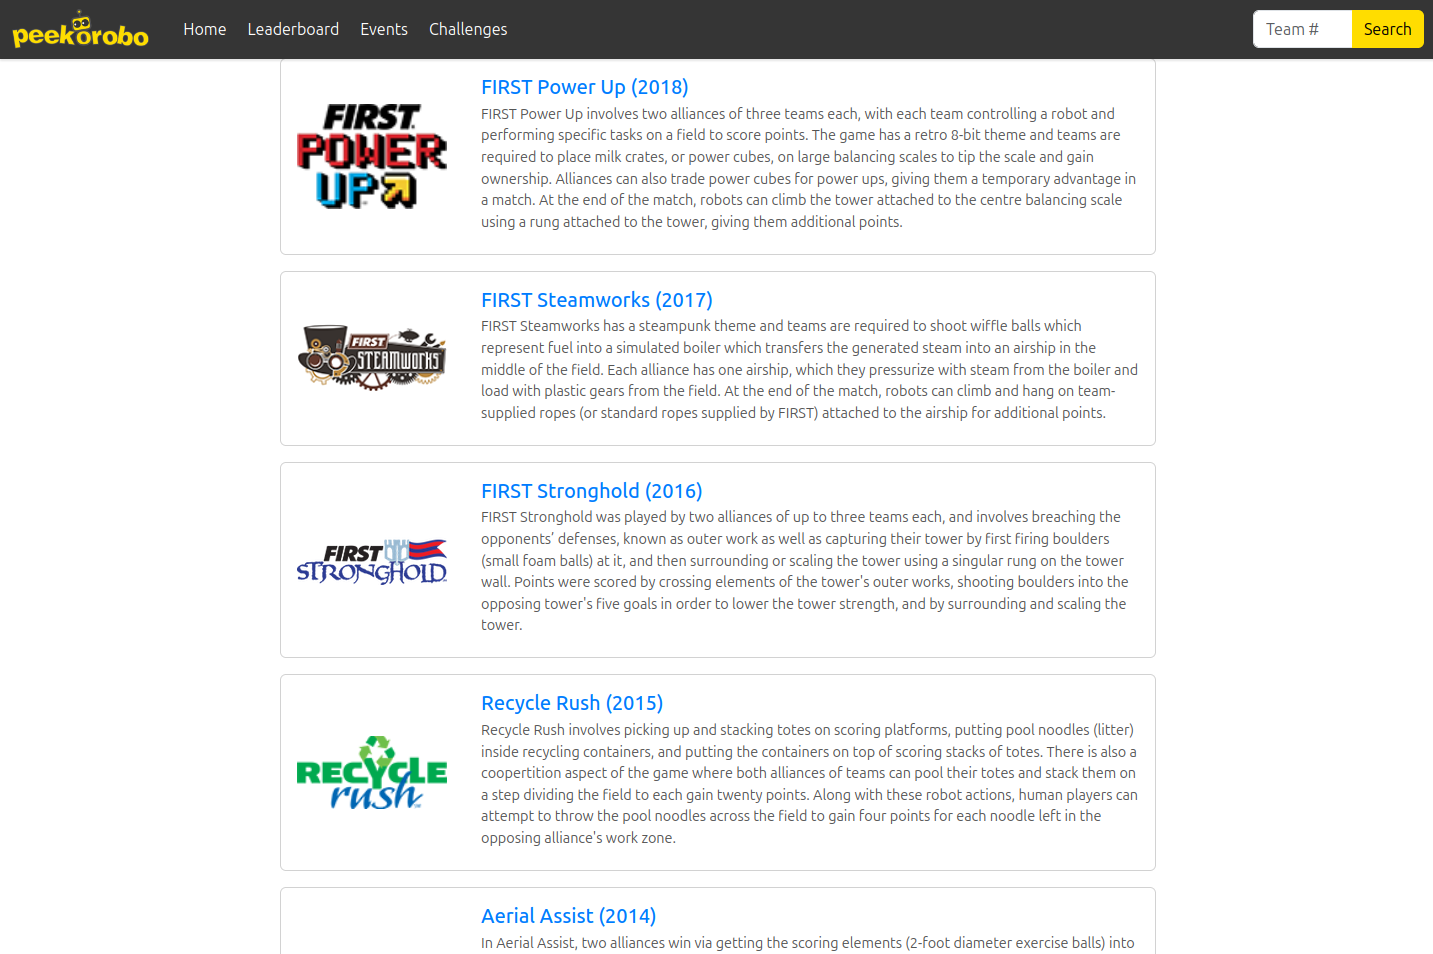 peekorobo
Home
Leaderboard
Events
Challenges
Team #
Search
FIRST POWER UP
FIRST Power Up (2018)
FIRST Power Up involves two alliances of three teams each, with each team controlling a robot and
performing specific tasks on a field to score points. The game has a retro 8-bit theme and teams are
required to place milk crates, or power cubes, on large balancing scales to tip the scale and gain
ownership. Alliances can also trade power cubes for power ups, giving them a temporary advantage in
a match. At the end of the match, robots can climb the tower attached to the centre balancing scale
using a rung attached to the tower, giving them additional points.
FIRST STEAMWORKS
FIRST Steamworks (2017)
FIRST Steamworks has a steampunk theme and teams are required to shoot wiffle balls which
represent fuel into a simulated boiler which transfers the generated steam into an airship in the
middle of the field. Each alliance has one airship, which they pressurize with steam from the boiler and
load with plastic gears from the field. At the end of the match, robots can climb and hang on team-
supplied ropes (or standard ropes supplied by FIRST) attached to the airship for additional points.
FIRST STRONGHOLD
FIRST Stronghold (2016)
FIRST Stronghold was played by two alliances of up to three teams each, and involves breaching the
opponents’ defenses, known as outer work as well as capturing their tower by first firing boulders
(small foam balls) at it, and then surrounding or scaling the tower using a singular rung on the tower
wall. Points were scored by crossing elements of the tower's outer works, shooting boulders into the
opposing tower's five goals in order to lower the tower strength, and by surrounding and scaling the
tower.
RECYCLE rush
Recycle Rush (2015)
Recycle Rush involves picking up and stacking totes on scoring platforms, putting pool noodles (litter)
inside recycling containers, and putting the containers on top of scoring stacks of totes. There is also a
coopertition aspect of the game where both alliances of teams can pool their totes and stack them on
a step dividing the field to each gain twenty points. Along with these robot actions, human players can
attempt to throw the pool noodles across the field to gain four points for each noodle left in the
opposing alliance's work zone.
Aerial Assist (2014)
In Aerial Assist, two alliances win via getting the scoring elements (2-foot diameter exercise balls) into